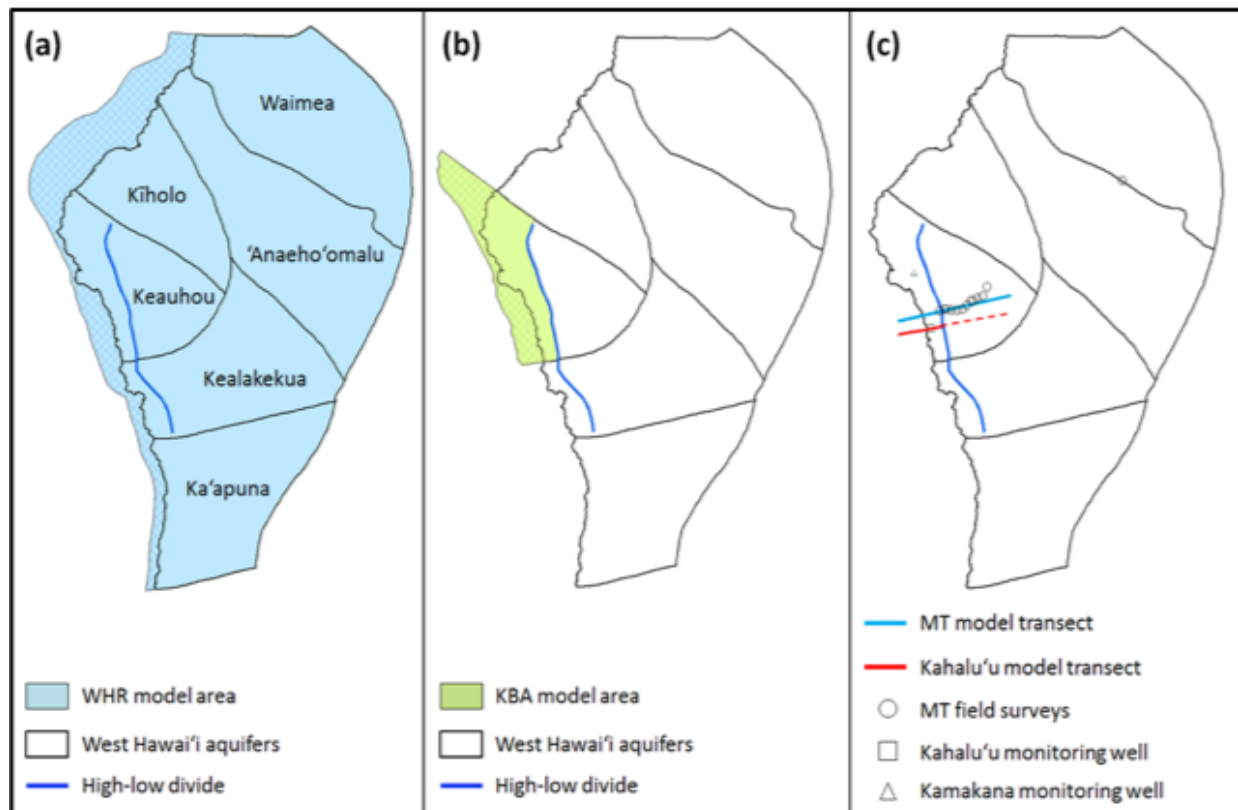 (a)
Waimea
Kīholo
ʻAnaehoʻomalu
Keauhou
Kealakekua
Kaʻapuna
WHR model area
West Hawaiʻi aquifers
High-low divide
(b)
KBA model area
West Hawaiʻi aquifers
High-low divide
(c)
MT model transect
Kahaluʻu model transect
MT field surveys
Kahaluʻu monitoring well
Kamakana monitoring well